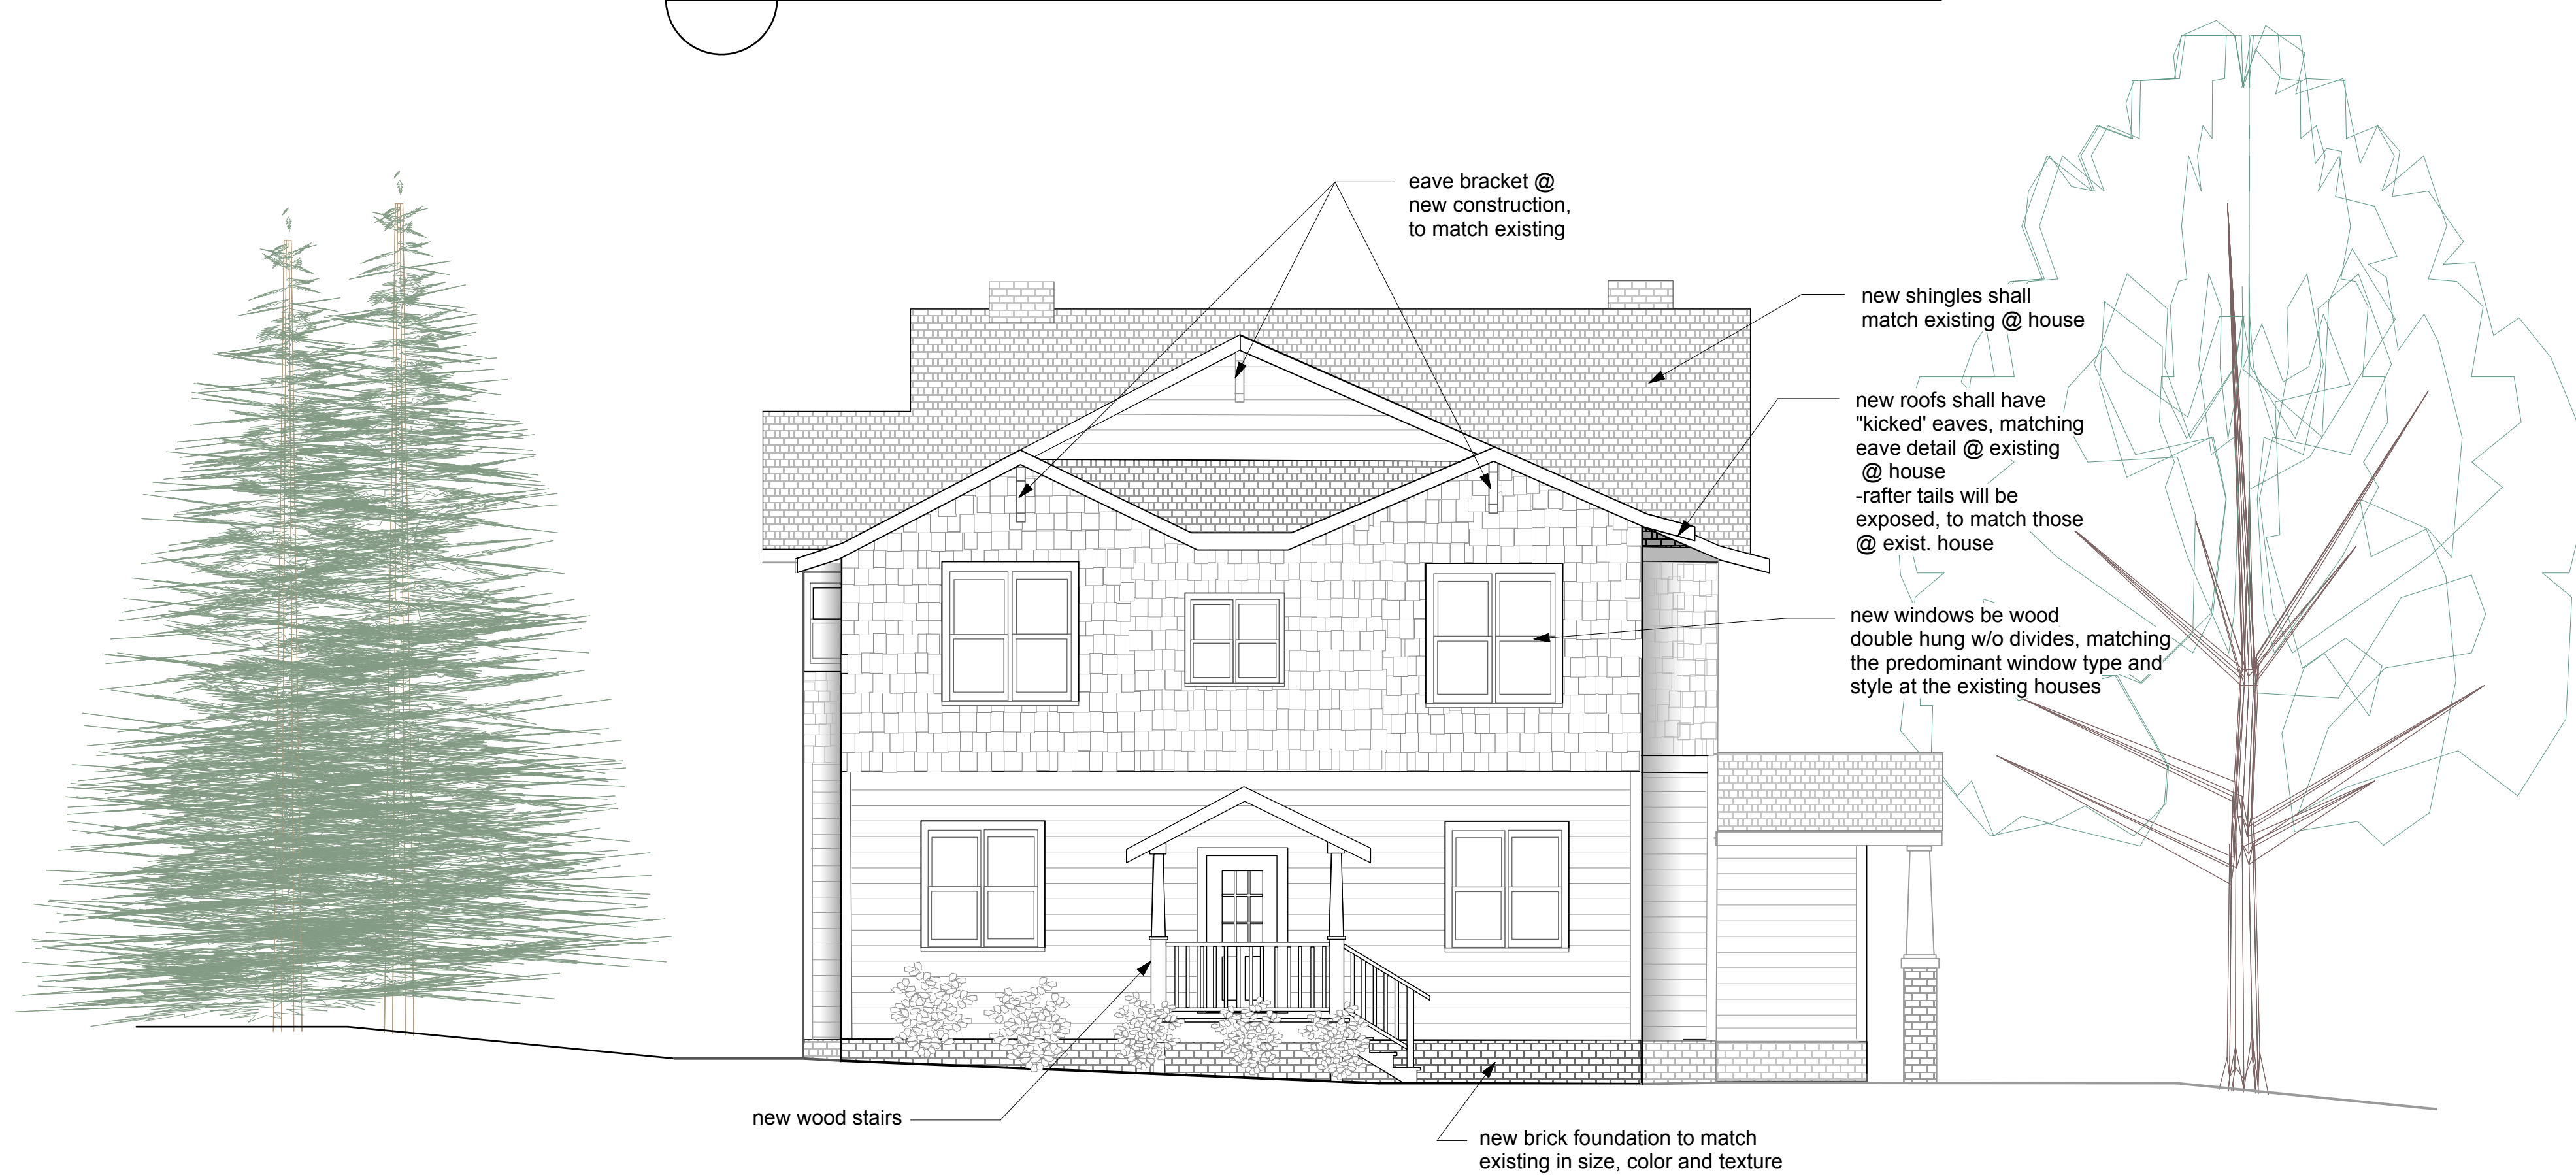 eave bracket @
new construction,
to match existing
new shingles shall
match existing @ house
new roofs shall have
"kicked' eaves, matching
eave detail @ existing
@ house
-rafter tails will be
exposed, to match those
@ exist. house
new windows be wood
double hung w/o divides, matching
the predominant window type and
style at the existing houses
new wood stairs
new brick foundation to match
existing in size, color and texture